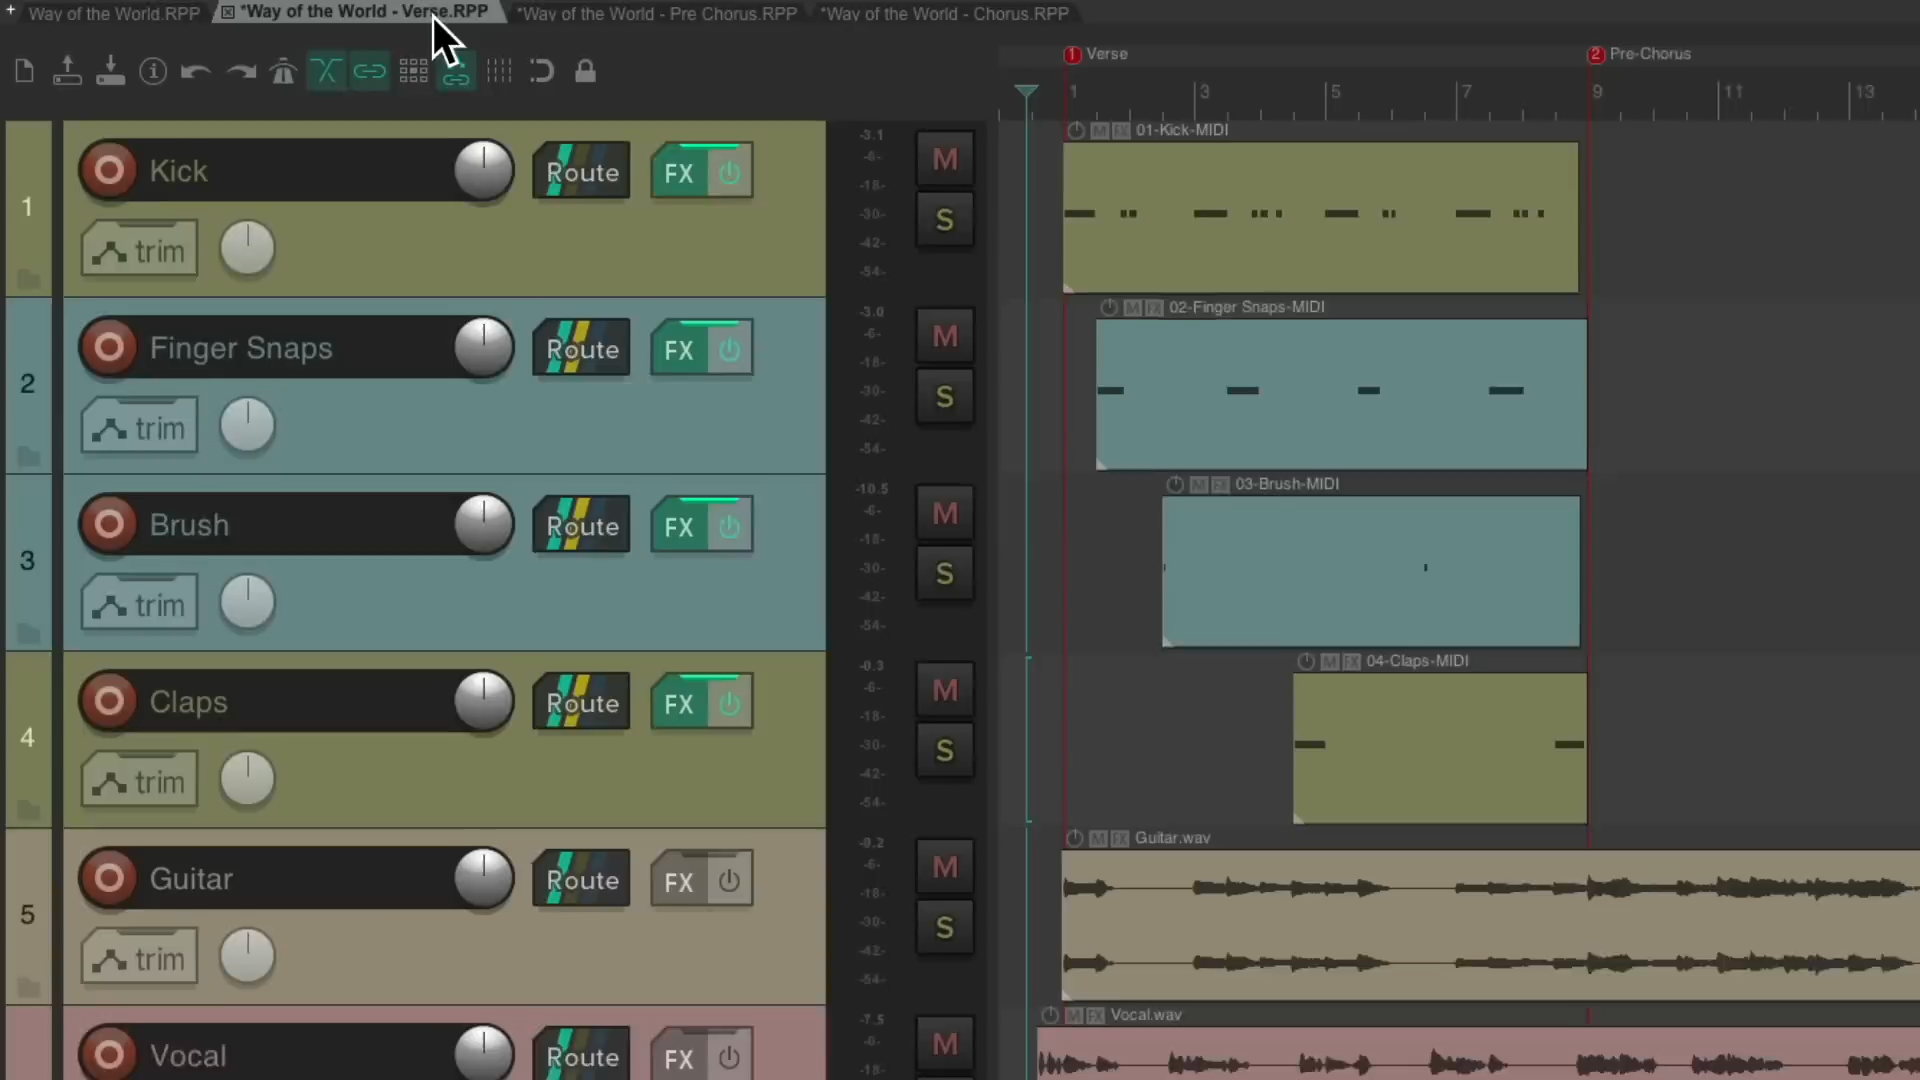 + Way of the World.RPP
*Way of the World - Verse.RPP
*Way of the World - Pre Chorus.RPP
*Way of the World - Chorus.RPP
1 Verse
2 Pre-Chorus
1 3 5 7 9 11 13
1
Kick
Route
FX
trim
-3.1
-6-
-18-
-30-
-42-
-54-
M
S
M FX 01-Kick-MIDI
2
Finger Snaps
Route
FX
trim
-3.0
-6-
-18-
-30-
-42-
-54-
M
S
M FX 02-Finger Snaps-MIDI
3
Brush
Route
FX
trim
-10.5
-6-
-18-
-30-
-42-
-54-
M
S
M FX 03-Brush-MIDI
4
Claps
Route
FX
trim
-0.3
-6-
-18-
-30-
-42-
-54-
M
S
M FX 04-Claps-MIDI
5
Guitar
Route
FX
trim
-6-
-18-
-30-
-42-
-54-
M
S
M FX Guitar.wav
Vocal
Route
FX
-7.5
-6-
-18-
M
M FX Vocal.wav